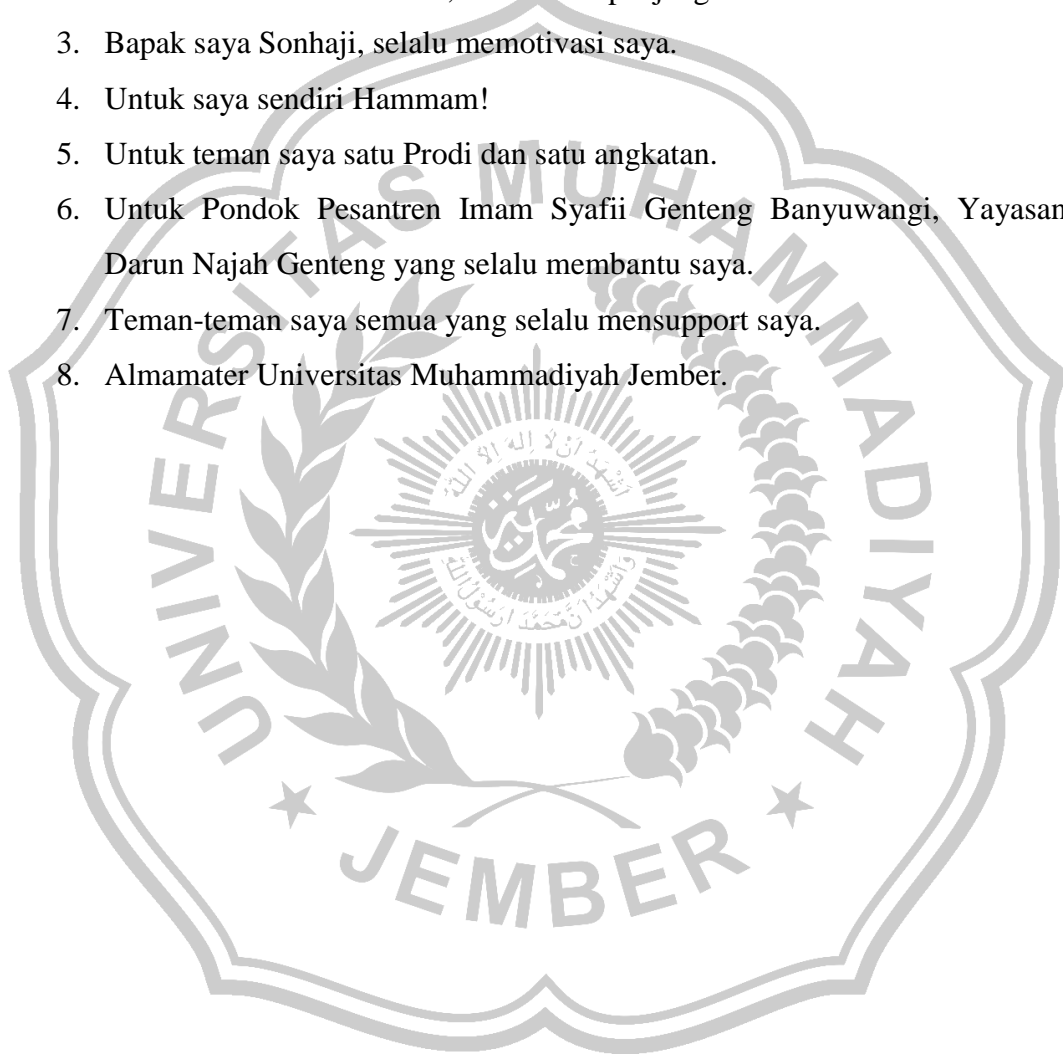 3. Bapak saya Sonhaji, selalu memotivasi saya.
4. Untuk saya sendiri Hammam!
5. Untuk teman saya satu Prodi dan satu angkatan.
6. Untuk Pondok Pesantren Imam Syafii Genteng Banyuwangi, Yayasan
Darun Najah Genteng yang selalu membantu saya.
7. Teman-teman saya semua yang selalu mensupport saya.
8. Almamater Universitas Muhammadiyah Jember.
UNIVERSITAS MUHAMMADIYAH
JEMBER